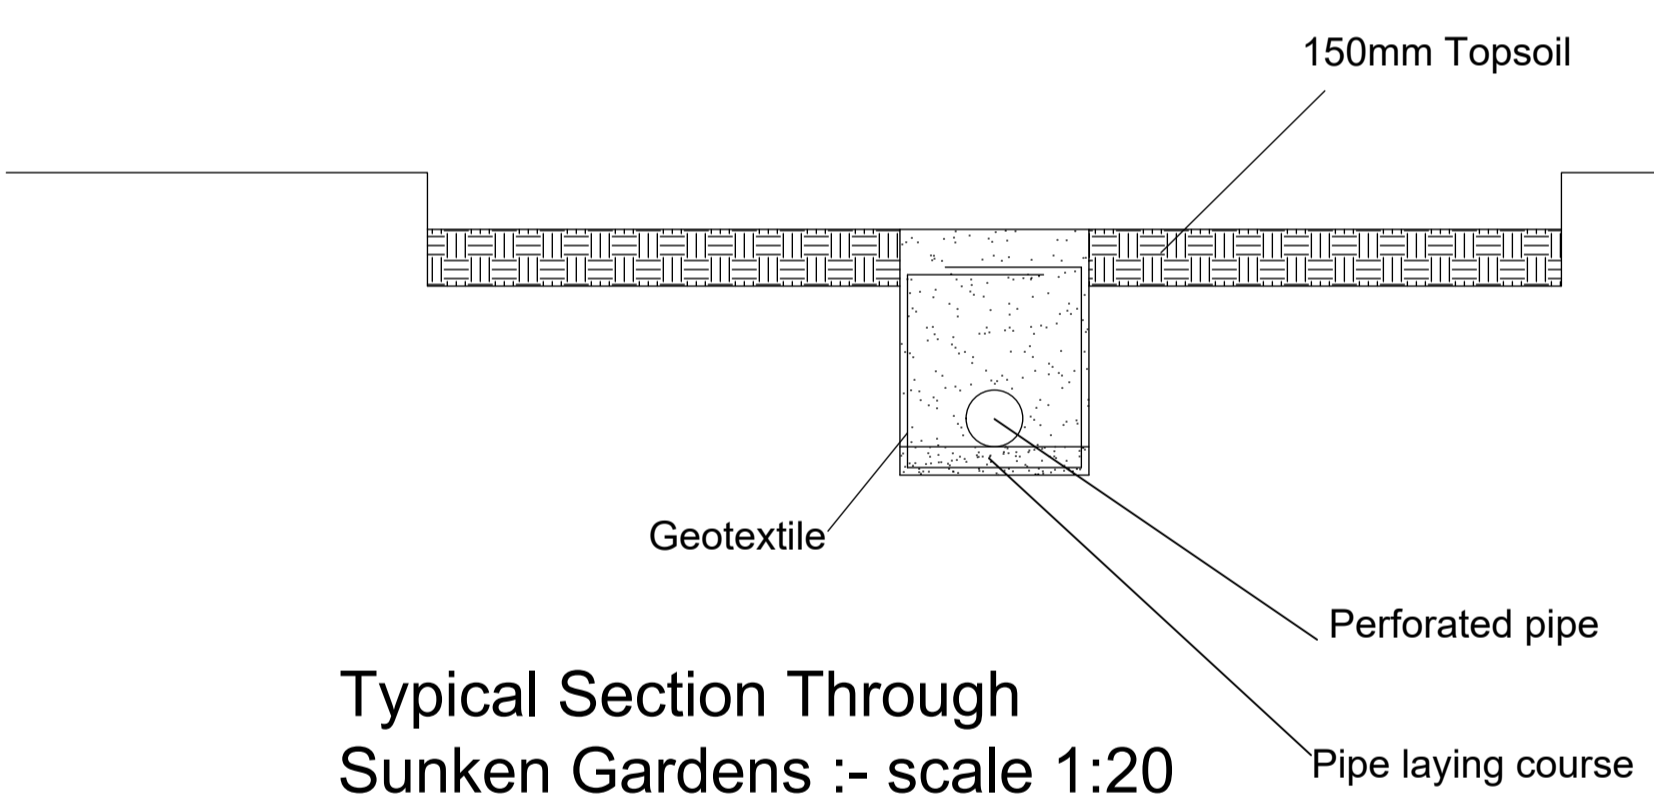 150mm Topsoil
Geotextile
Perforated pipe
Typical Section Through
Sunken Gardens :- scale 1:20
Pipe laying course